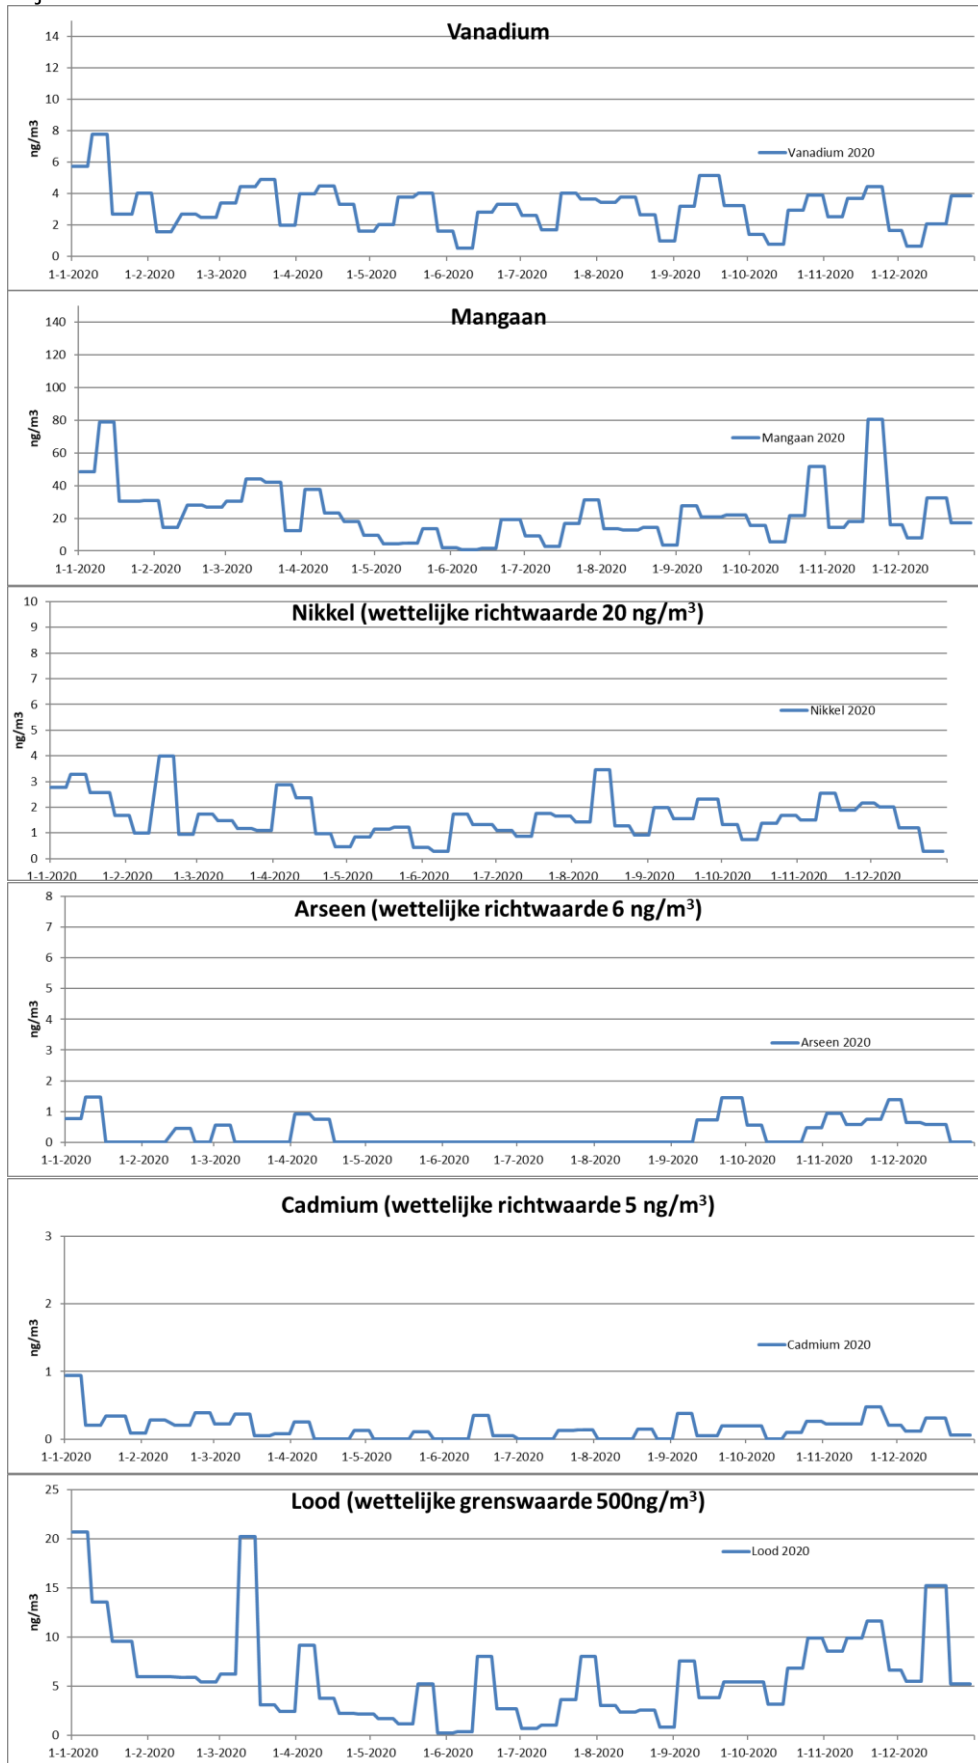 Vanadium
14
12
10
8
6
4
2
0
ng/m3
Vanadium 2020
1-1-2020 1-2-2020 1-3-2020 1-4-2020 1-5-2020 1-6-2020 1-7-2020 1-8-2020 1-9-2020 1-10-2020 1-11-2020 1-12-2020
Mangaan
140
120
100
80
60
40
20
0
ng/m3
Mangaan 2020
1-1-2020 1-2-2020 1-3-2020 1-4-2020 1-5-2020 1-6-2020 1-7-2020 1-8-2020 1-9-2020 1-10-2020 1-11-2020 1-12-2020
Nikkel (wettelijke richtwaarde 20 ng/m³)
10
9
8
7
6
5
4
3
2
1
0
ng/m3
Nikkel 2020
1-1-2020 1-2-2020 1-3-2020 1-4-2020 1-5-2020 1-6-2020 1-7-2020 1-8-2020 1-9-2020 1-10-2020 1-11-2020 1-12-2020
Arseen (wettelijke richtwaarde 6 ng/m³)
8
7
6
5
4
3
2
1
0
ng/m3
Arseen 2020
1-1-2020 1-2-2020 1-3-2020 1-4-2020 1-5-2020 1-6-2020 1-7-2020 1-8-2020 1-9-2020 1-10-2020 1-11-2020 1-12-2020
Cadmium (wettelijke richtwaarde 5 ng/m³)
3
2
1
0
ng/m3
Cadmium 2020
1-1-2020 1-2-2020 1-3-2020 1-4-2020 1-5-2020 1-6-2020 1-7-2020 1-8-2020 1-9-2020 1-10-2020 1-11-2020 1-12-2020
Lood (wettelijke grenswaarde 500ng/m³)
25
20
15
10
5
0
ng/m3
Lood 2020
1-1-2020 1-2-2020 1-3-2020 1-4-2020 1-5-2020 1-6-2020 1-7-2020 1-8-2020 1-9-2020 1-10-2020 1-11-2020 1-12-2020